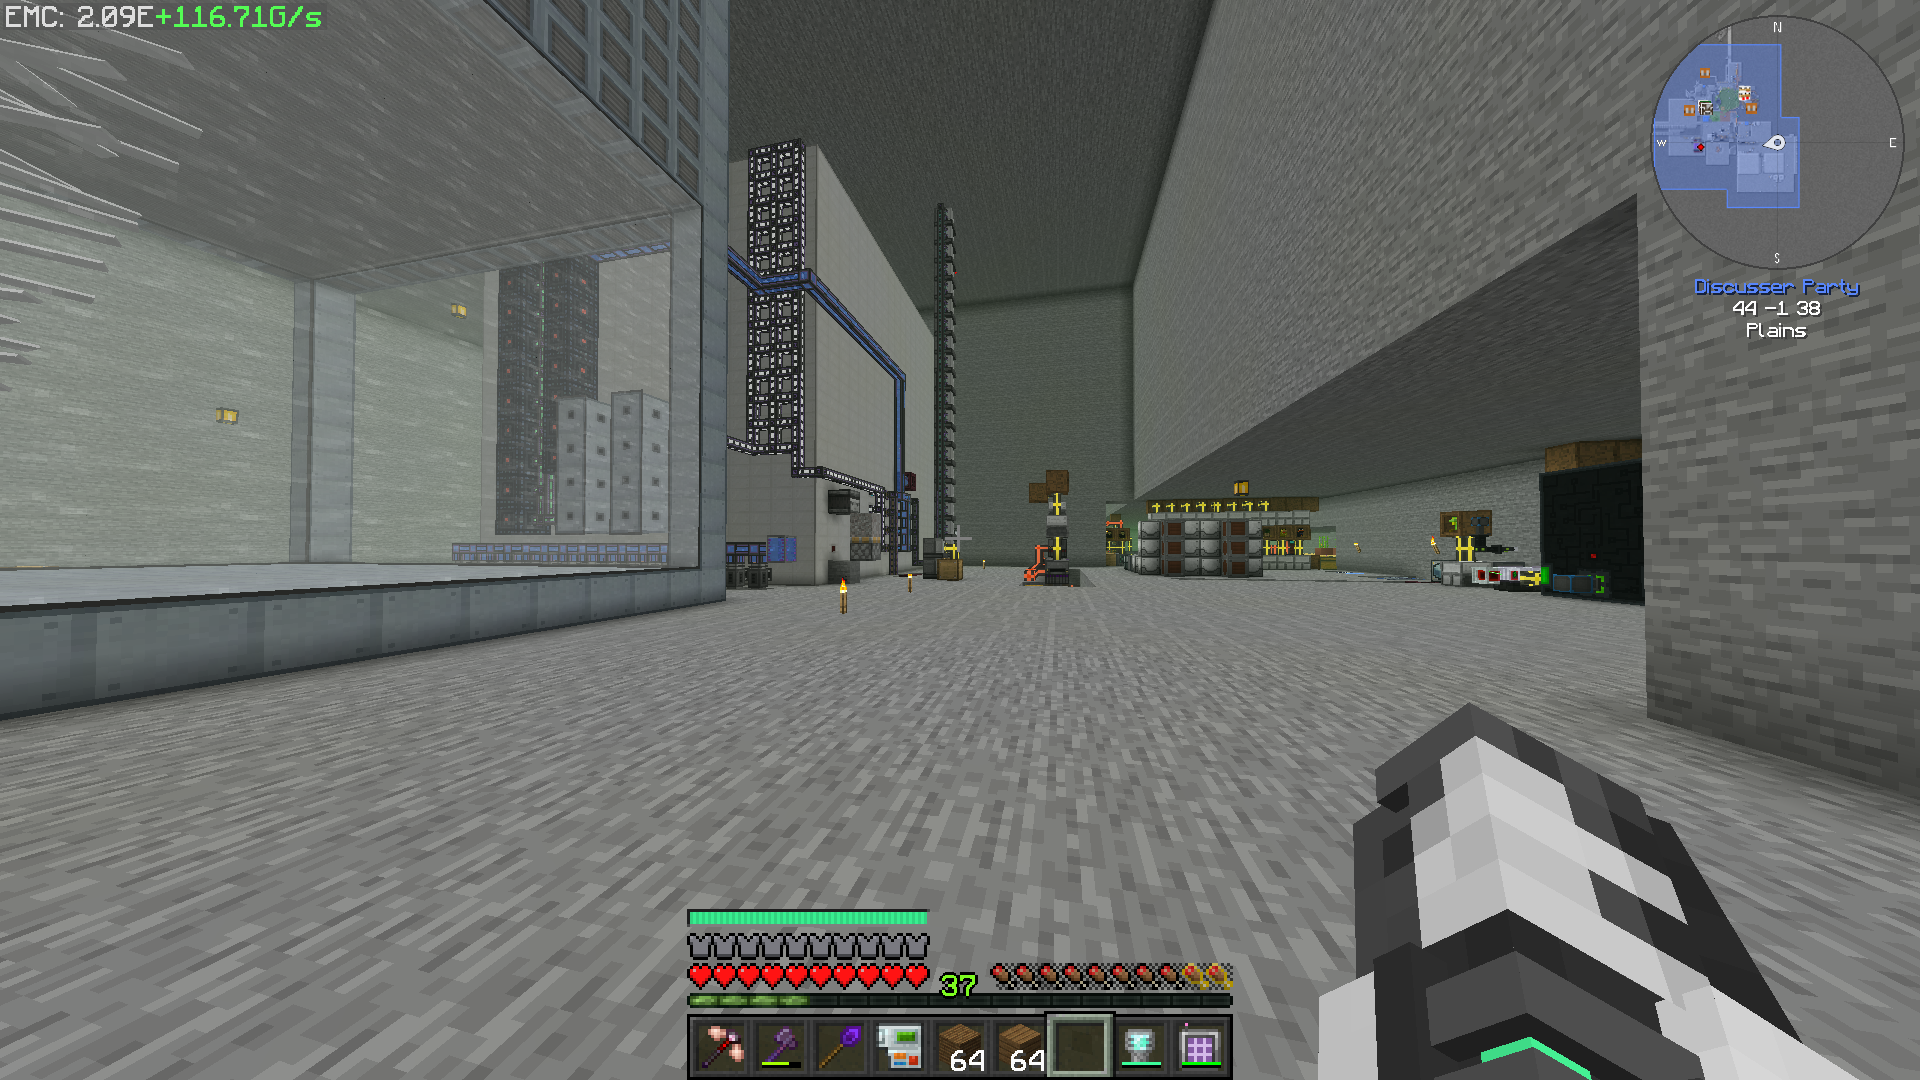 EMC: 2.09E+116.71G/s
N
W
E
S
Discusser Party
44 -1 38
Plains
37
64
64